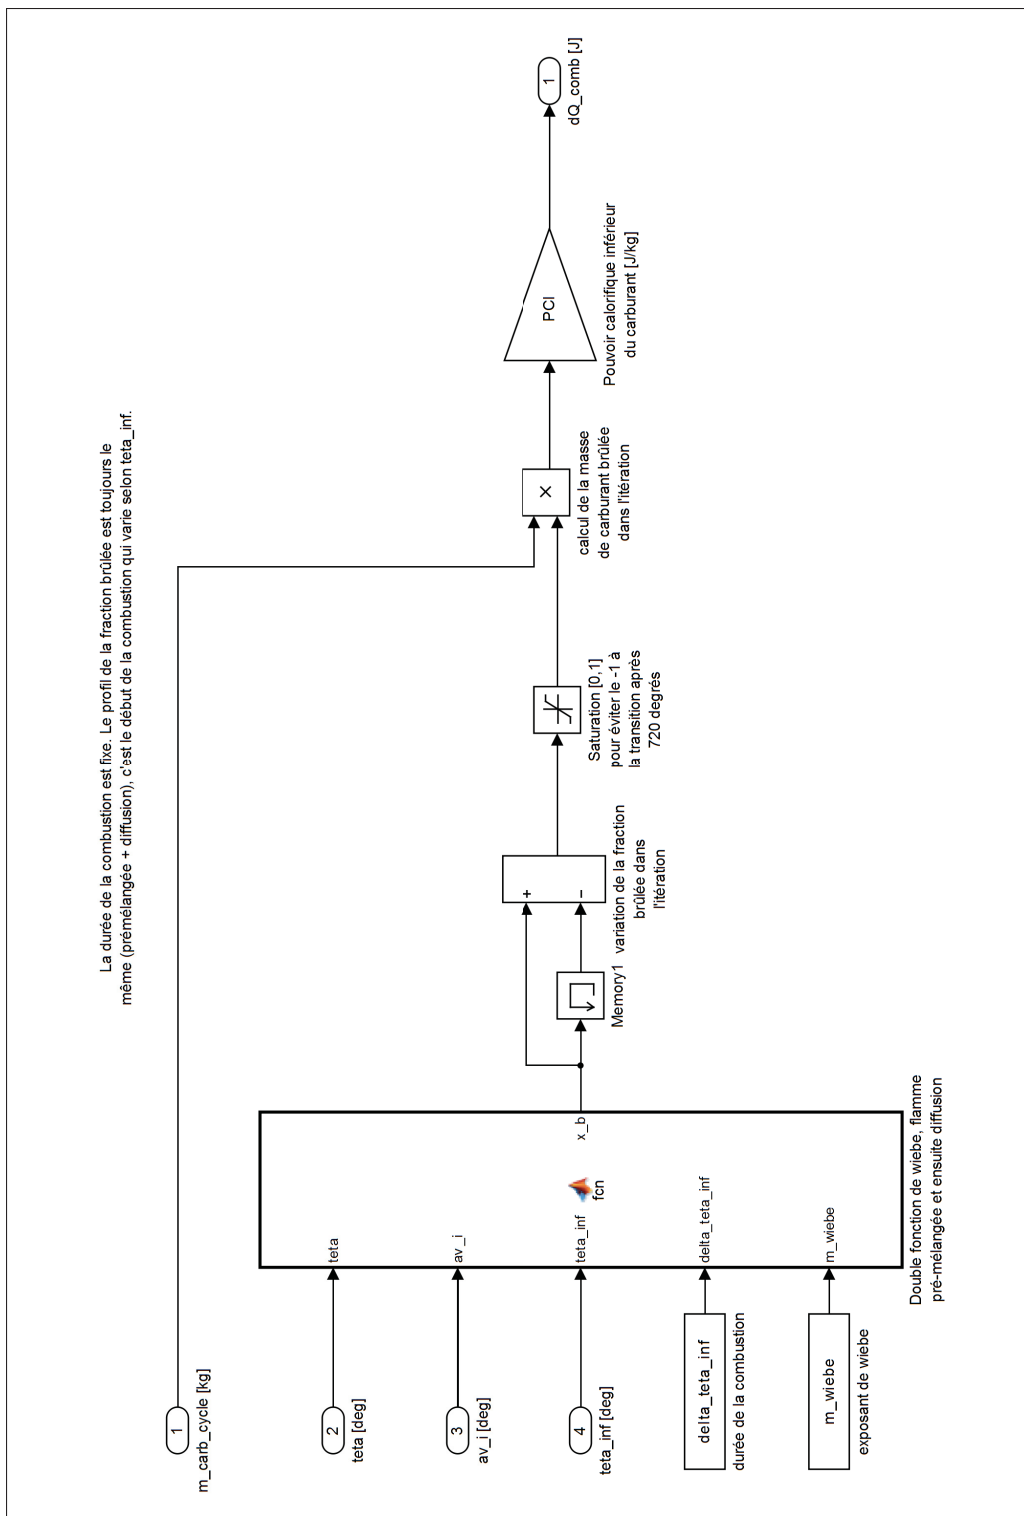 La durée de la combustion est fixe. Le profil de la fraction brûlée est toujours le
même (prémélangée + diffusion), c'est le début de la combustion qui varie selon teta_inf.
1
m_carb_cycle [kg]
2
teta [deg]
3
av_i [deg]
4
teta_inf [deg]
delta_teta_inf
durée de la combustion
m_wiebe
exposant de wiebe
teta
av_i
teta_inf
delta_teta_inf
m_wiebe
fcn
x_b
Double fonction de wiebe, flamme
pré-mélangée et ensuite diffusion
Memory1
+
−
variation de la fraction
brûlée dans
l'itération
Saturation [0,1]
pour éviter le -1 à
la transition après
720 degrés
×
calcul de la masse
de carburant brûlée
dans l'itération
PCI
Pouvoir calorifique inférieur
du carburant [J/kg]
1
dQ_comb [J]